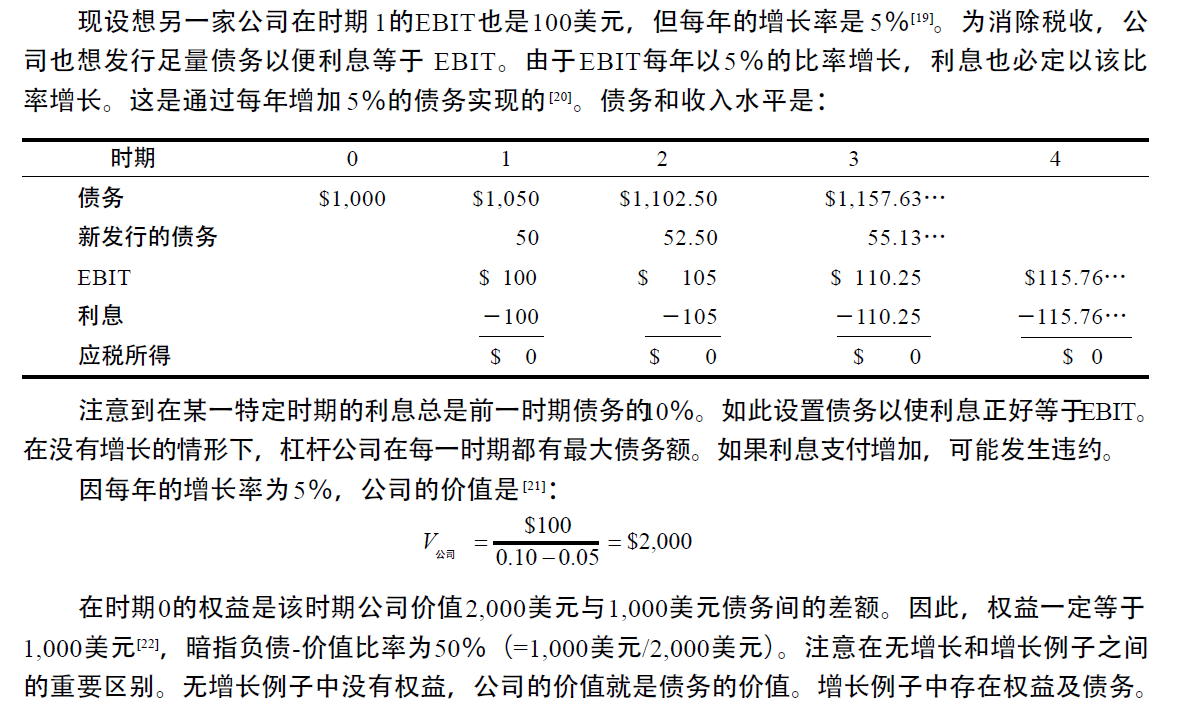 现设想另一家公司在时期1的EBIT也是100美元，但每年的增长率是5%[19]。为消除税收，公
司也想发行足量债务以便利息等于 EBIT。由于EBIT每年以5%的比率增长，利息也必定以该比
率增长。这是通过每年增加5%的债务实现的[20]。债务和收入水平是：
时期 0 1 2 3 4
债务 $1,000 $1,050 $1,102.50 $1,157.63…
新发行的债务 50 52.50 55.13…
EBIT $ 100 $ 105 $ 110.25 $115.76…
利息 －100 －105 －110.25 －115.76…
应税所得 $ 0 $ 0 $ 0 $ 0
注意到在某一特定时期的利息总是前一时期债务的10%。如此设置债务以使利息正好等于EBIT。
在没有增长的情形下，杠杆公司在每一时期都有最大债务额。如果利息支付增加，可能发生违约。
因每年的增长率为5%，公司的价值是[21]：
V公司 = $100 / 0.10－0.05 = $2,000
在时期0的权益是该时期公司价值2,000美元与1,000美元债务间的差额。因此，权益一定等于
1,000美元[22]，暗指负债-价值比率为50%（=1,000美元/2,000美元）。注意在无增长和增长例子之间
的重要区别。无增长例子中没有权益，公司的价值就是债务的价值。增长例子中存在权益及债务。